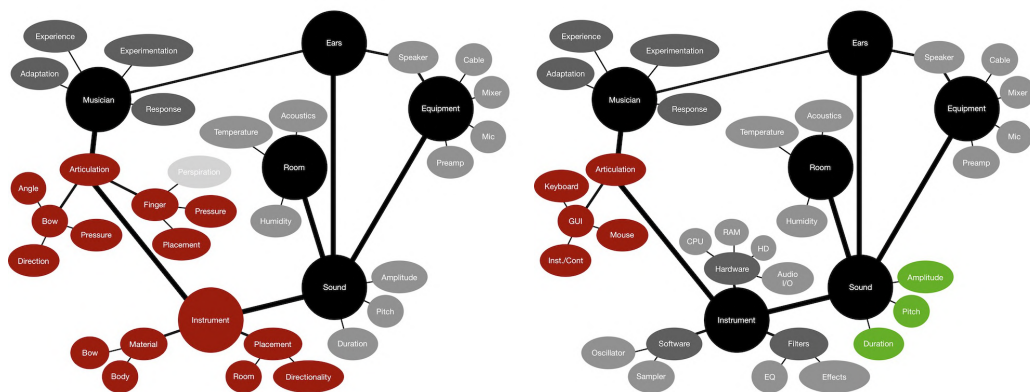 Ears
Experience
Experimentation
Speaker
Cable
Adaptation
Mixer
Musician
Equipment
Response
Acoustics
Mic
Temperature
Preamp
Room
Articulation
Perspiration
Angle
Finger
Pressure
Bow
Humidity
Pressure
Placement
Direction
Amplitude
Sound
Pitch
Instrument
Duration
Material
Placement
Bow
Body
Room
Directionality
Ears
Experience
Experimentation
Speaker
Cable
Adaptation
Mixer
Musician
Equipment
Response
Acoustics
Mic
Temperature
Preamp
Room
Articulation
Keyboard
GUI
Humidity
Mouse
RAM
CPU
HD
Inst./Cont
Hardware
Audio
I/O
Amplitude
Sound
Pitch
Instrument
Duration
Software
Filters
Oscillator
Sampler
EQ
Effects